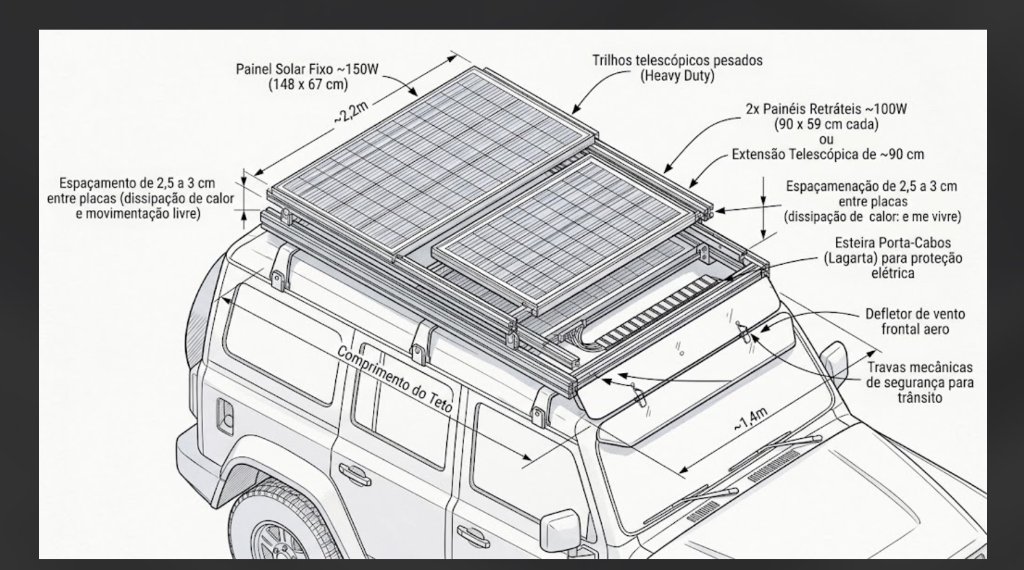 Painel Solar Fixo ~150W
(148 x 67 cm)
~2,2m
Trilhos telescópicos pesados
(Heavy Duty)
2x Painéis Retráteis ~100W
(90 x 59 cm cada)
ou
Extensão Telescópica de ~90 cm
Espaçamento de 2,5 a 3 cm
entre placas (dissipação de calor
e movimentação livre)
Espaçamenação de 2,5 a 3 cm
entre placas
(dissipação de calor: e me vivre)
Esteira Porta-Cabos
(Lagarta) para proteção
elétrica
Defletor de vento
frontal aero
Travas mecânicas
de segurança para
trânsito
Comprimento do Teto
~1,4m